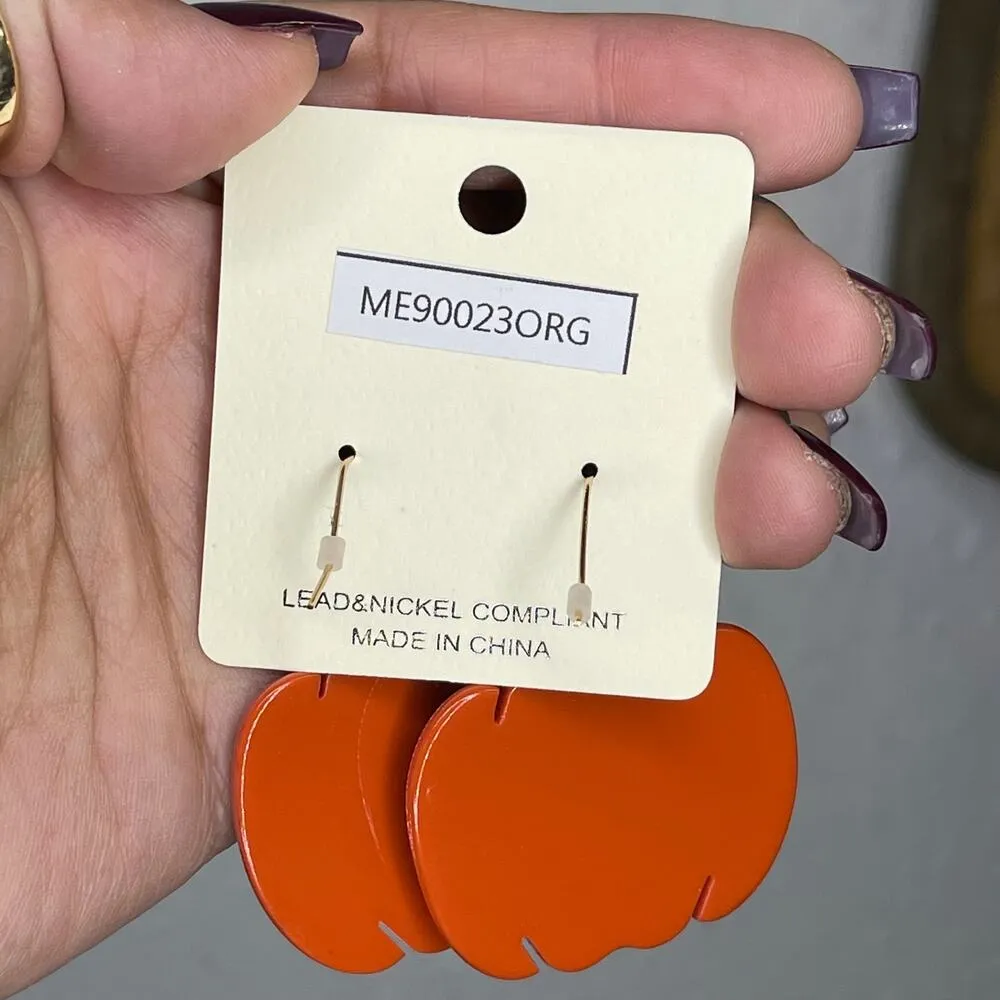 ME90023ORG
LEAD&NICKEL COMPLIANT
MADE IN CHINA